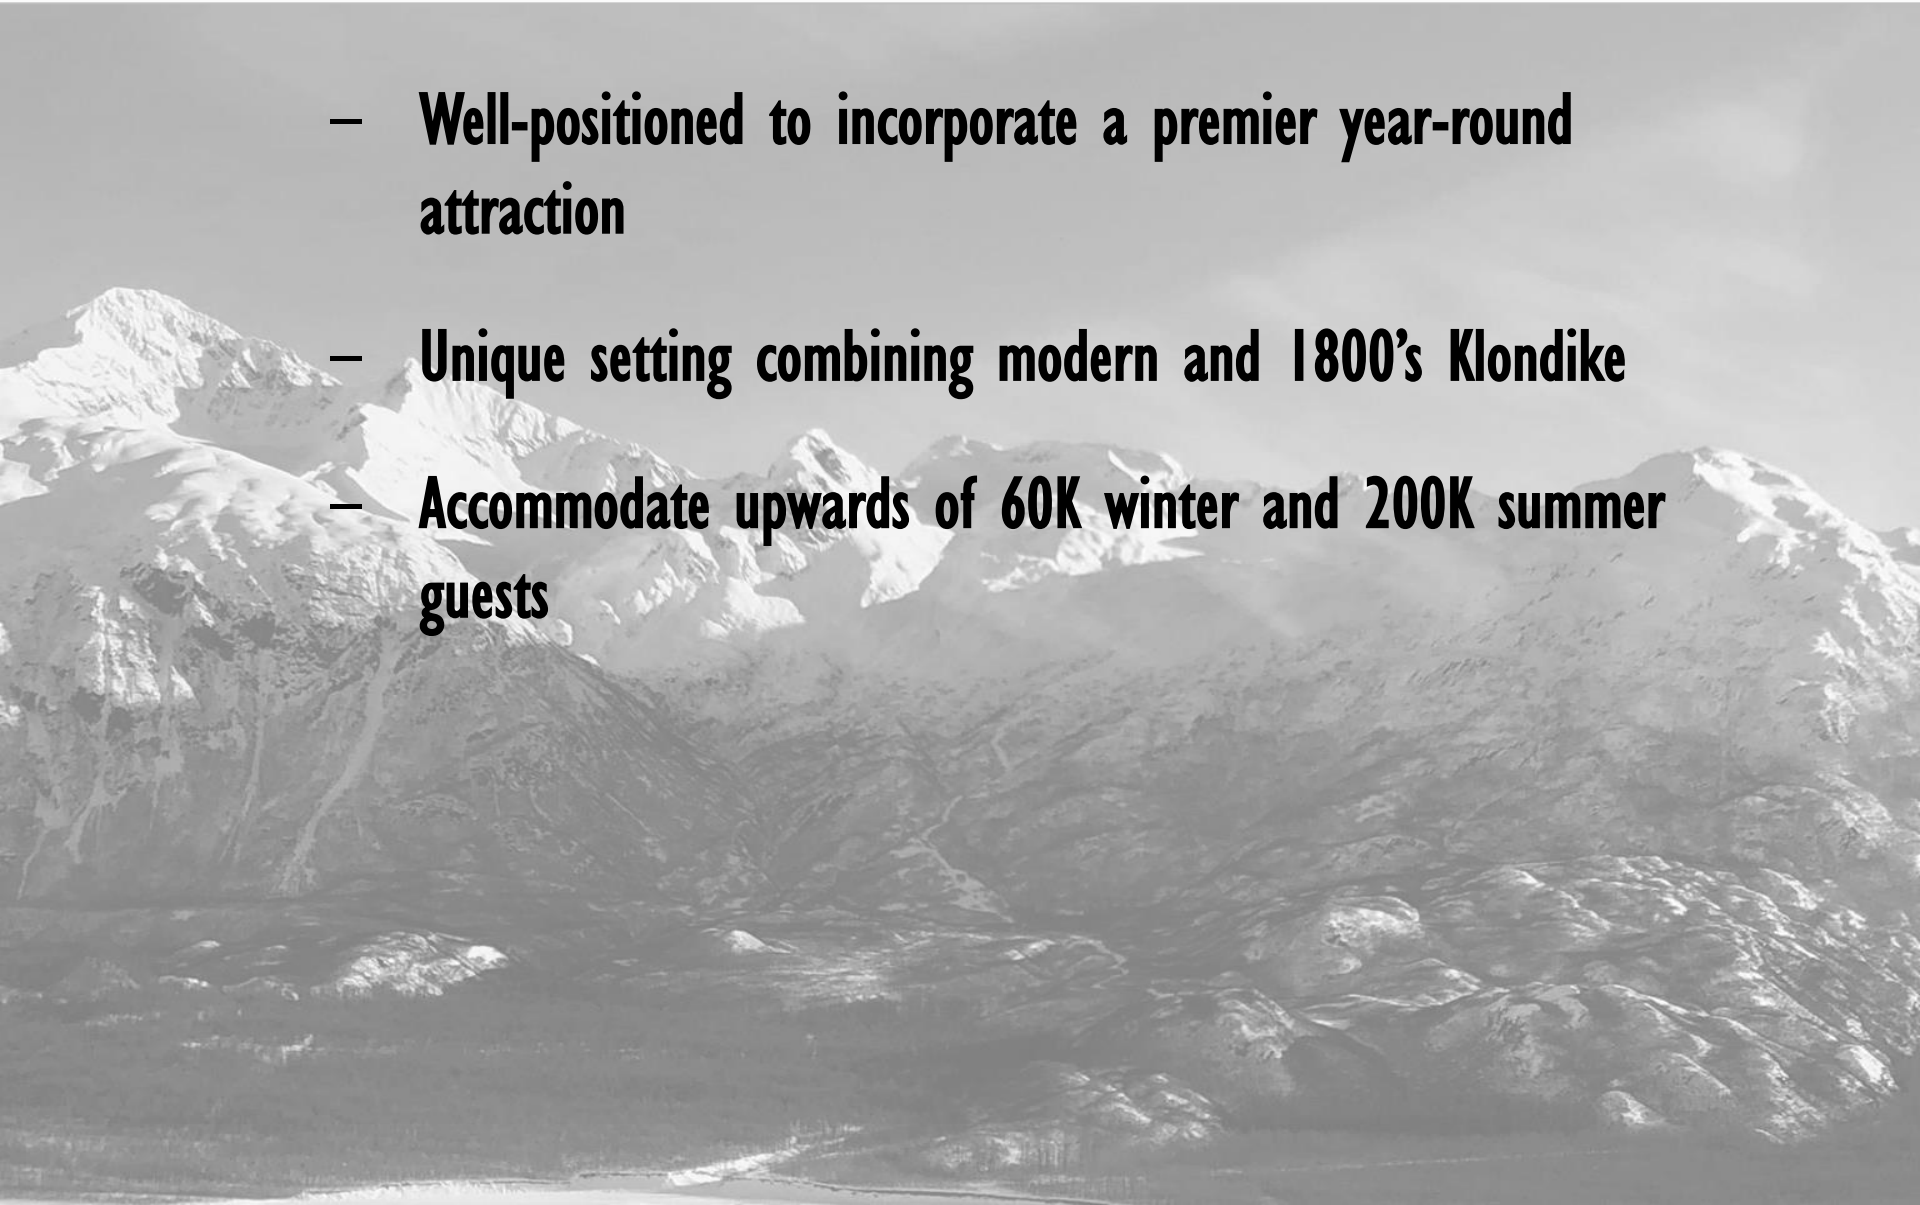 – Well-positioned to incorporate a premier year-round
attraction
– Unique setting combining modern and 1800’s Klondike
– Accommodate upwards of 60K winter and 200K summer
guests